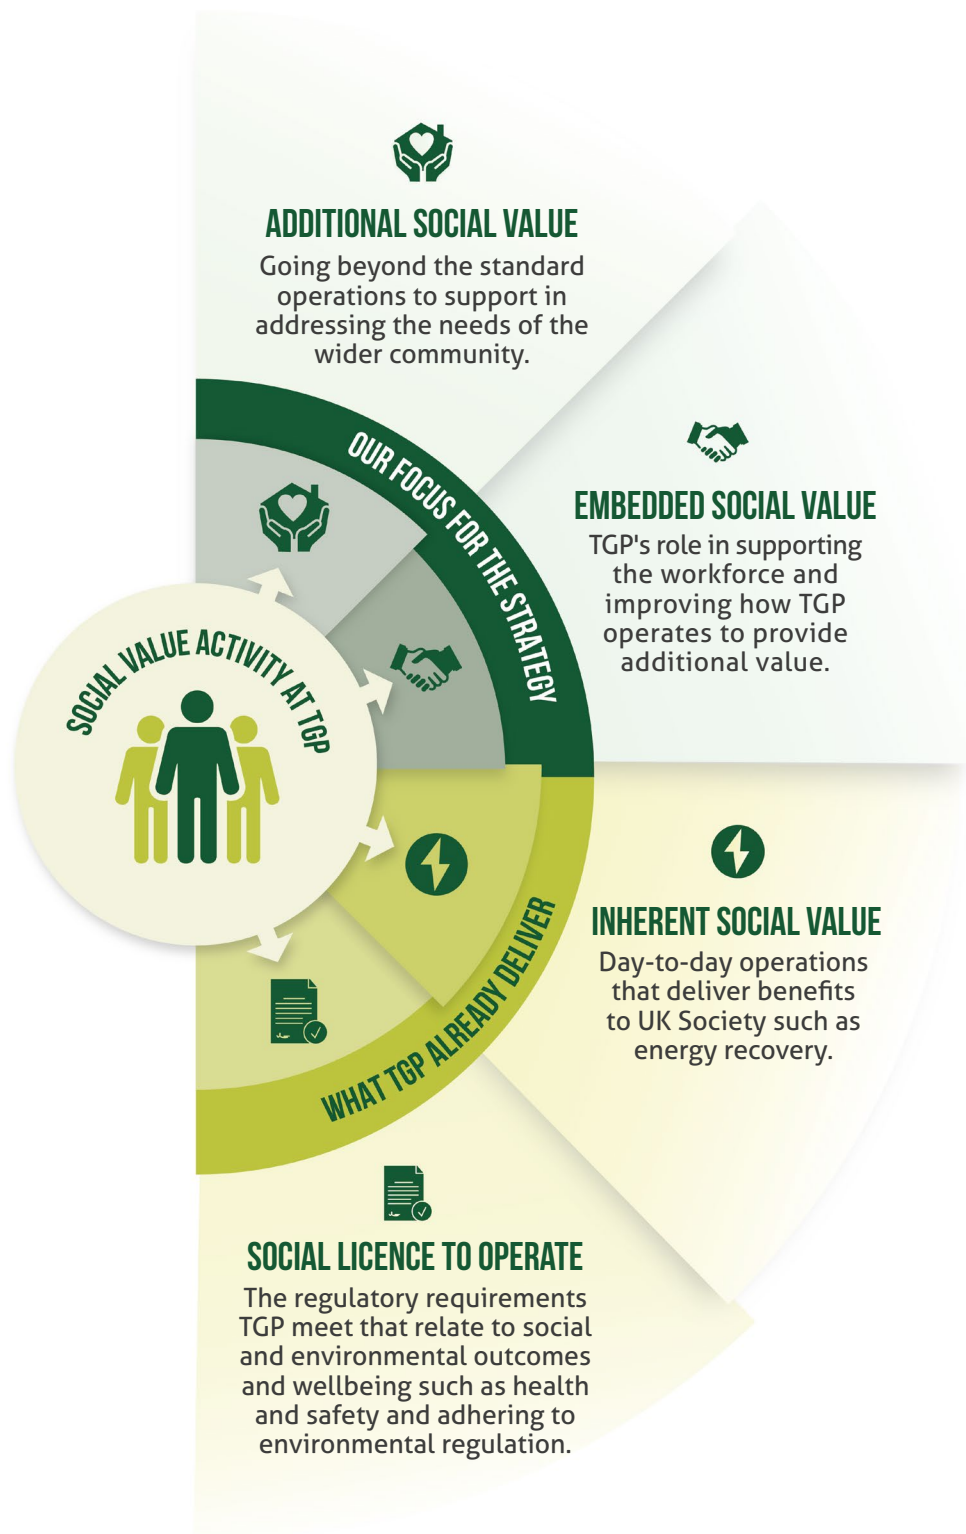 ADDITIONAL SOCIAL VALUE
Going beyond the standard
operations to support in
addressing the needs of the
wider community.
OUR FOCUS FOR THE STRATEGY
EMBEDDED SOCIAL VALUE
TGP's role in supporting
the workforce and
improving how TGP
operates to provide
additional value.
SOCIAL VALUE ACTIVITY AT TGP
INHERENT SOCIAL VALUE
Day-to-day operations
that deliver benefits
to UK Society such as
energy recovery.
WHAT TGP ALREADY DELIVER
SOCIAL LICENCE TO OPERATE
The regulatory requirements
TGP meet that relate to social
and environmental outcomes
and wellbeing such as health
and safety and adhering to
environmental regulation.